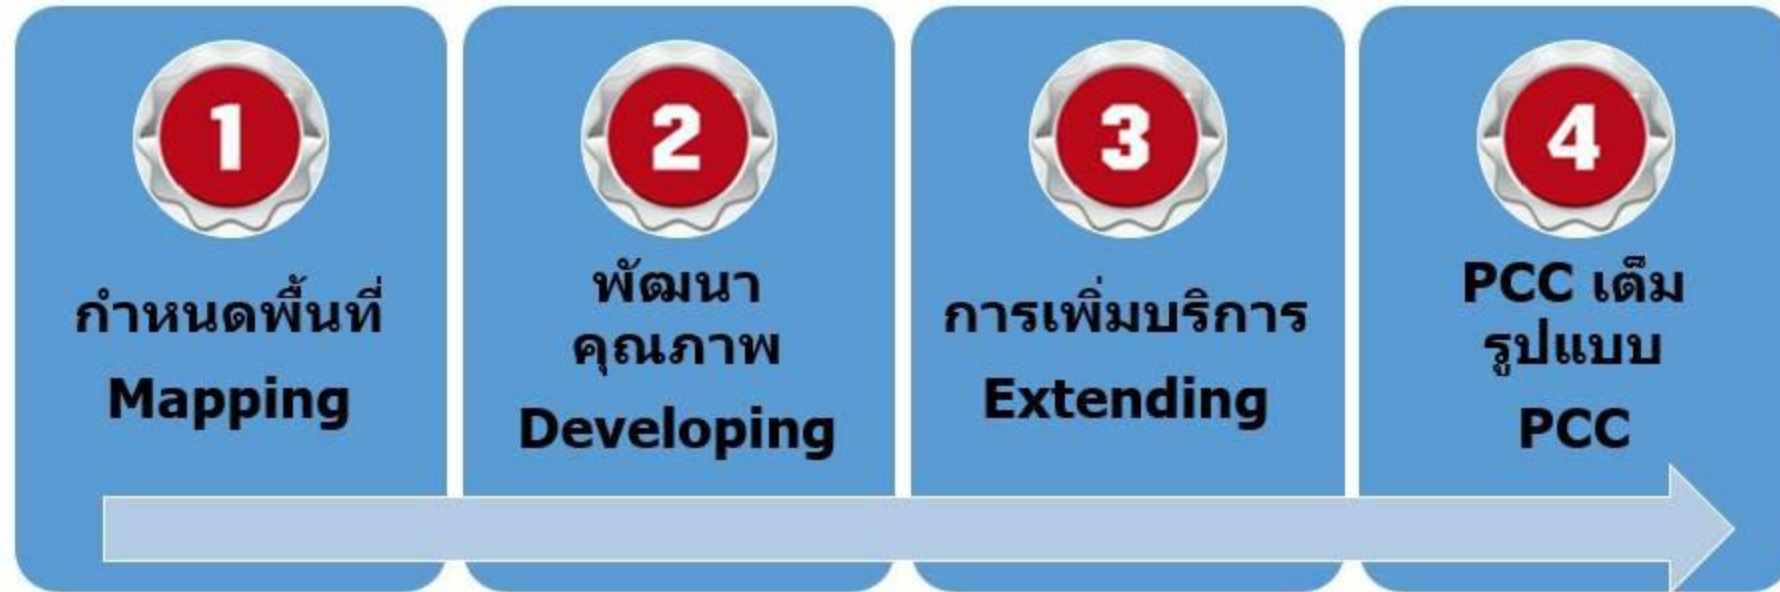 1
กำหนดพื้นที่
Mapping
2
พัฒนา
คุณภาพ
Developing
3
การเพิ่มบริการ
Extending
4
PCC เต็ม
รูปแบบ
PCC